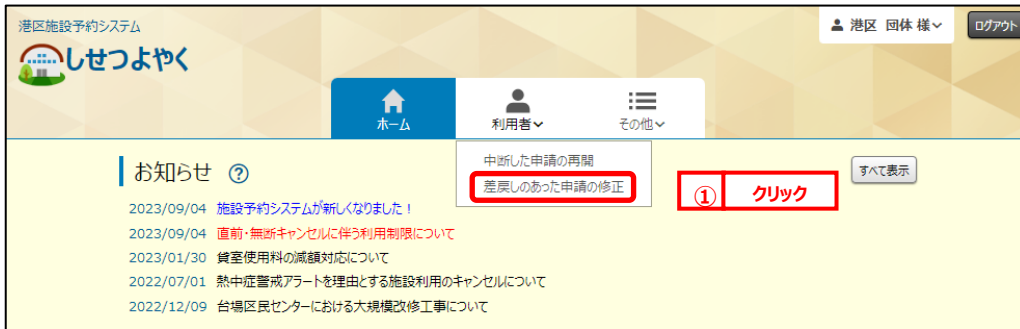 港区施設予約システム
しせつよやく
港区 団体 様
ログアウト
ホーム
利用者
その他
中断した申請の再開
差戻しのあった申請の修正
① クリック
お知らせ ?
すべて表示
2023/09/04 施設予約システムが新しくなりました！
2023/09/04 直前・無断キャンセルに伴う利用制限について
2023/01/30 貸室使用料の減額対応について
2022/07/01 熱中症警戒アラートを理由とする施設利用のキャンセルについて
2022/12/09 台場区民センターにおける大規模改修工事について